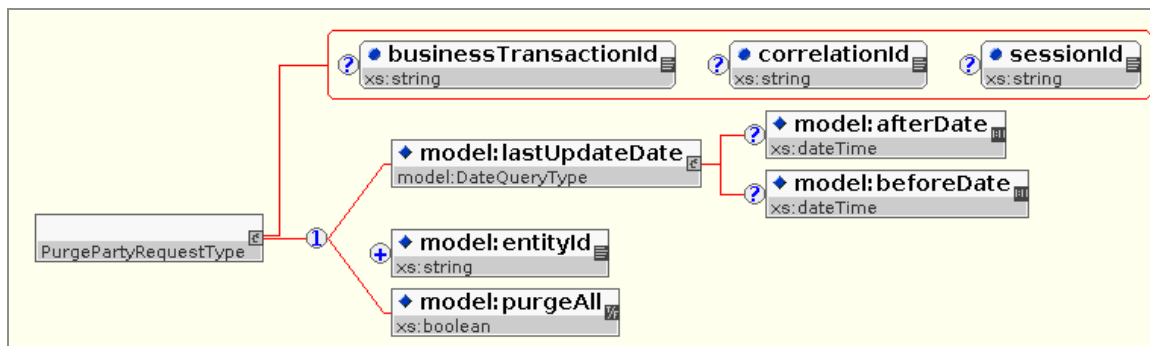 businessTransactionId
xs:string
correlationId
xs:string
sessionId
xs:string
model:afterDate
xs:dateTime
model:lastUpdateDate
model:DateQueryType
model:beforeDate
xs:dateTime
PurgePartyRequestType
model:entityId
xs:string
model:purgeAll
xs:boolean